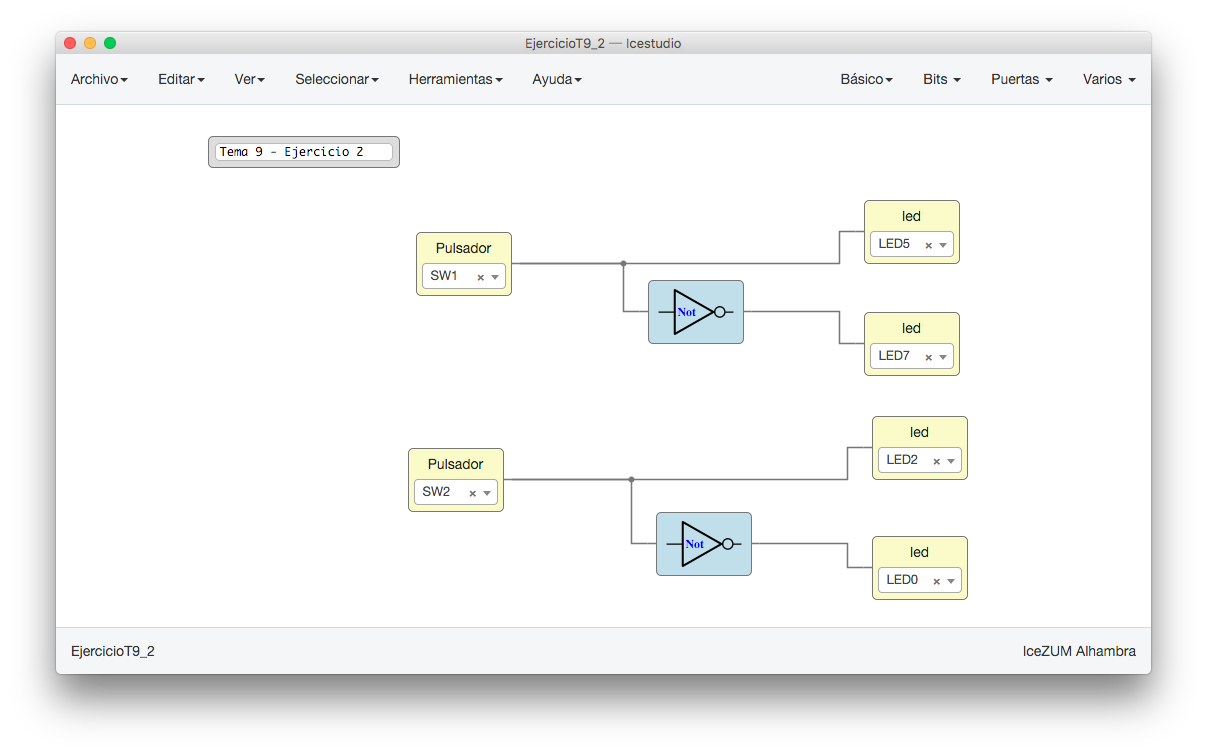 EjercicioT9_2 — Icestudio
Archivo Editar Ver Seleccionar Herramientas Ayuda Básico Bits Puertas Varios
Tema 9 - Ejercicio 2
led
LED5
Pulsador
SW1
Not
led
LED7
led
LED2
Pulsador
SW2
Not
led
LED0
EjercicioT9_2 IceZUM Alhambra